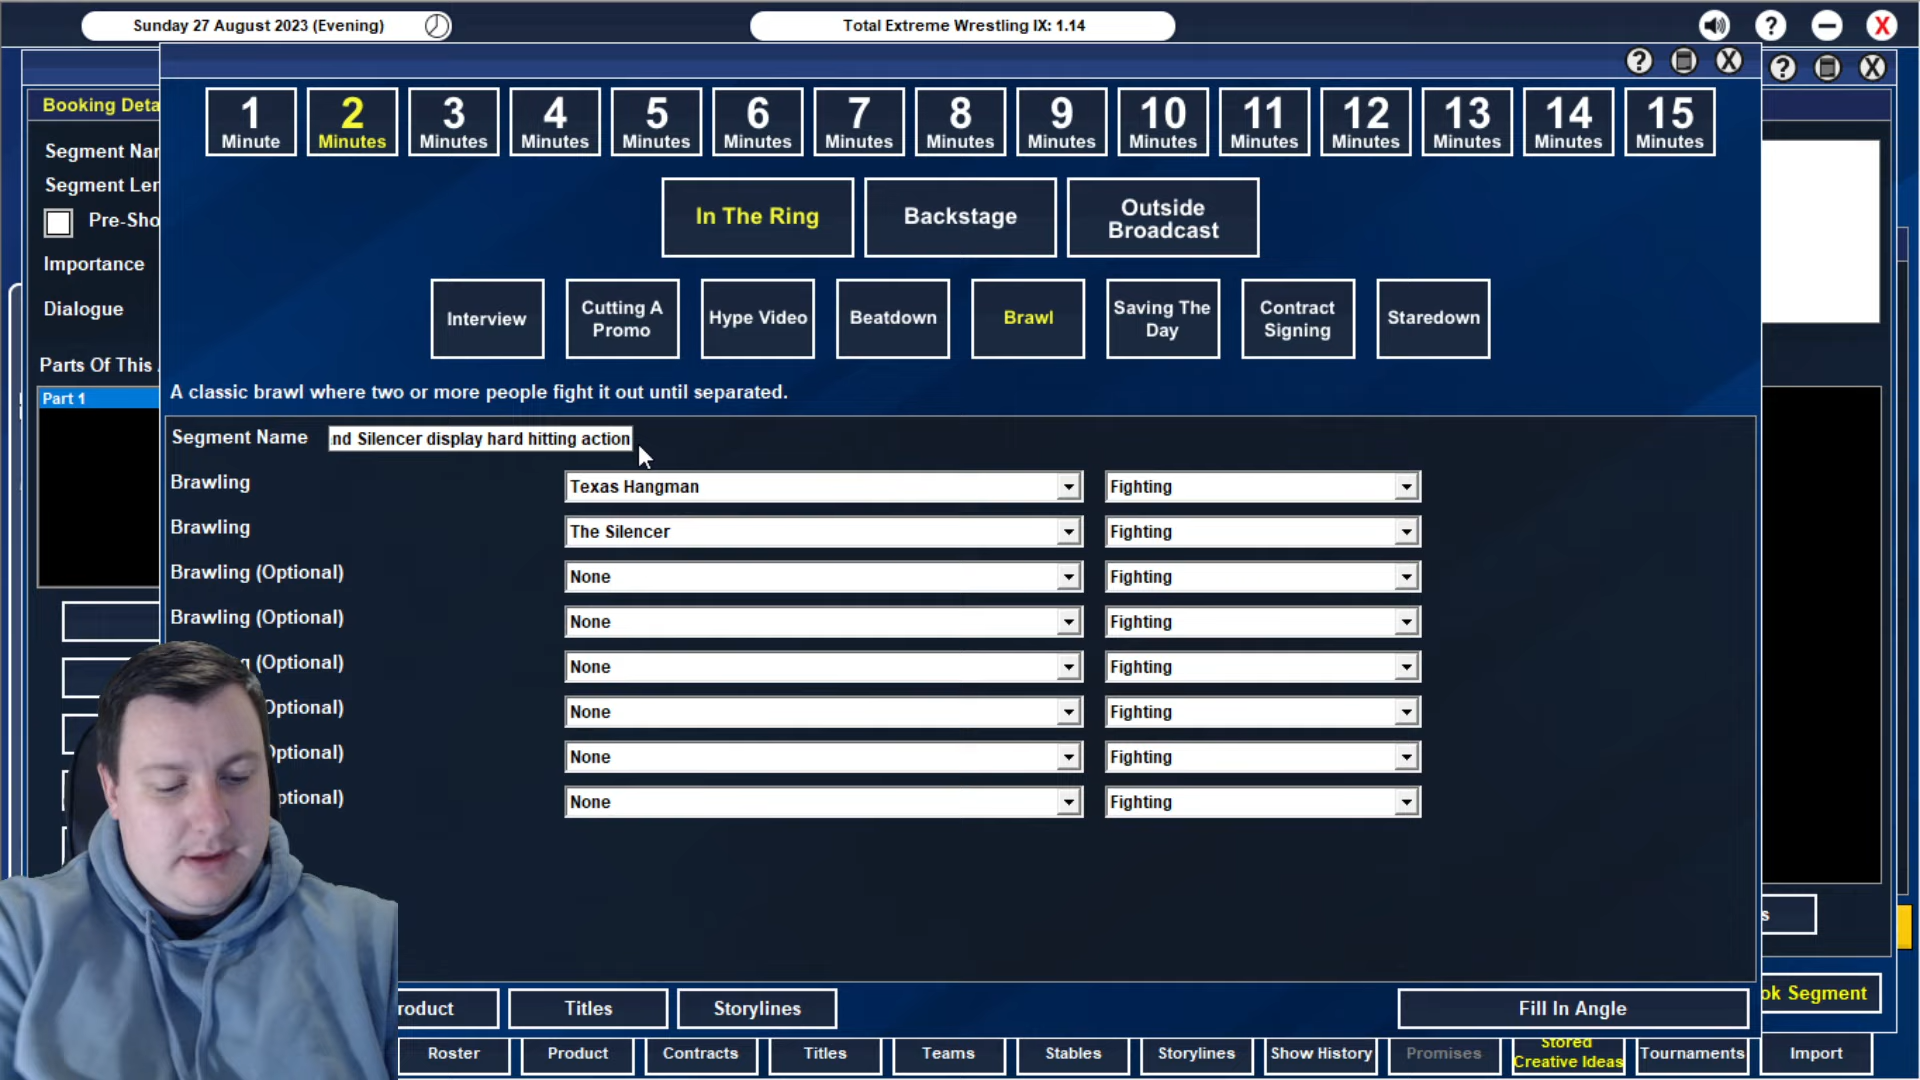 Sunday 27 August 2023 (Evening)
Total Extreme Wrestling IX: 1.14
?
X
?
X
?
X
Booking Deta
Segment Nar
Segment Ler
Pre-Sho
Importance
Dialogue
Parts Of This
Part 1
1 Minute
2 Minutes
3 Minutes
4 Minutes
5 Minutes
6 Minutes
7 Minutes
8 Minutes
9 Minutes
10 Minutes
11 Minutes
12 Minutes
13 Minutes
14 Minutes
15 Minutes
In The Ring
Backstage
Outside Broadcast
Interview
Cutting A Promo
Hype Video
Beatdown
Brawl
Saving The Day
Contract Signing
Staredown
A classic brawl where two or more people fight it out until separated.
Segment Name nd Silencer display hard hitting action
Brawling Texas Hangman Fighting
Brawling The Silencer Fighting
Brawling (Optional) None Fighting
Brawling (Optional) None Fighting
(Optional) None Fighting
Optional) None Fighting
Optional) None Fighting
ptional) None Fighting
s
ok Segment
roduct
Titles
Storylines
Fill In Angle
Roster
Product
Contracts
Titles
Teams
Stables
Storylines
Show History
Promises
Stored Creative Ideas
Tournaments
Import